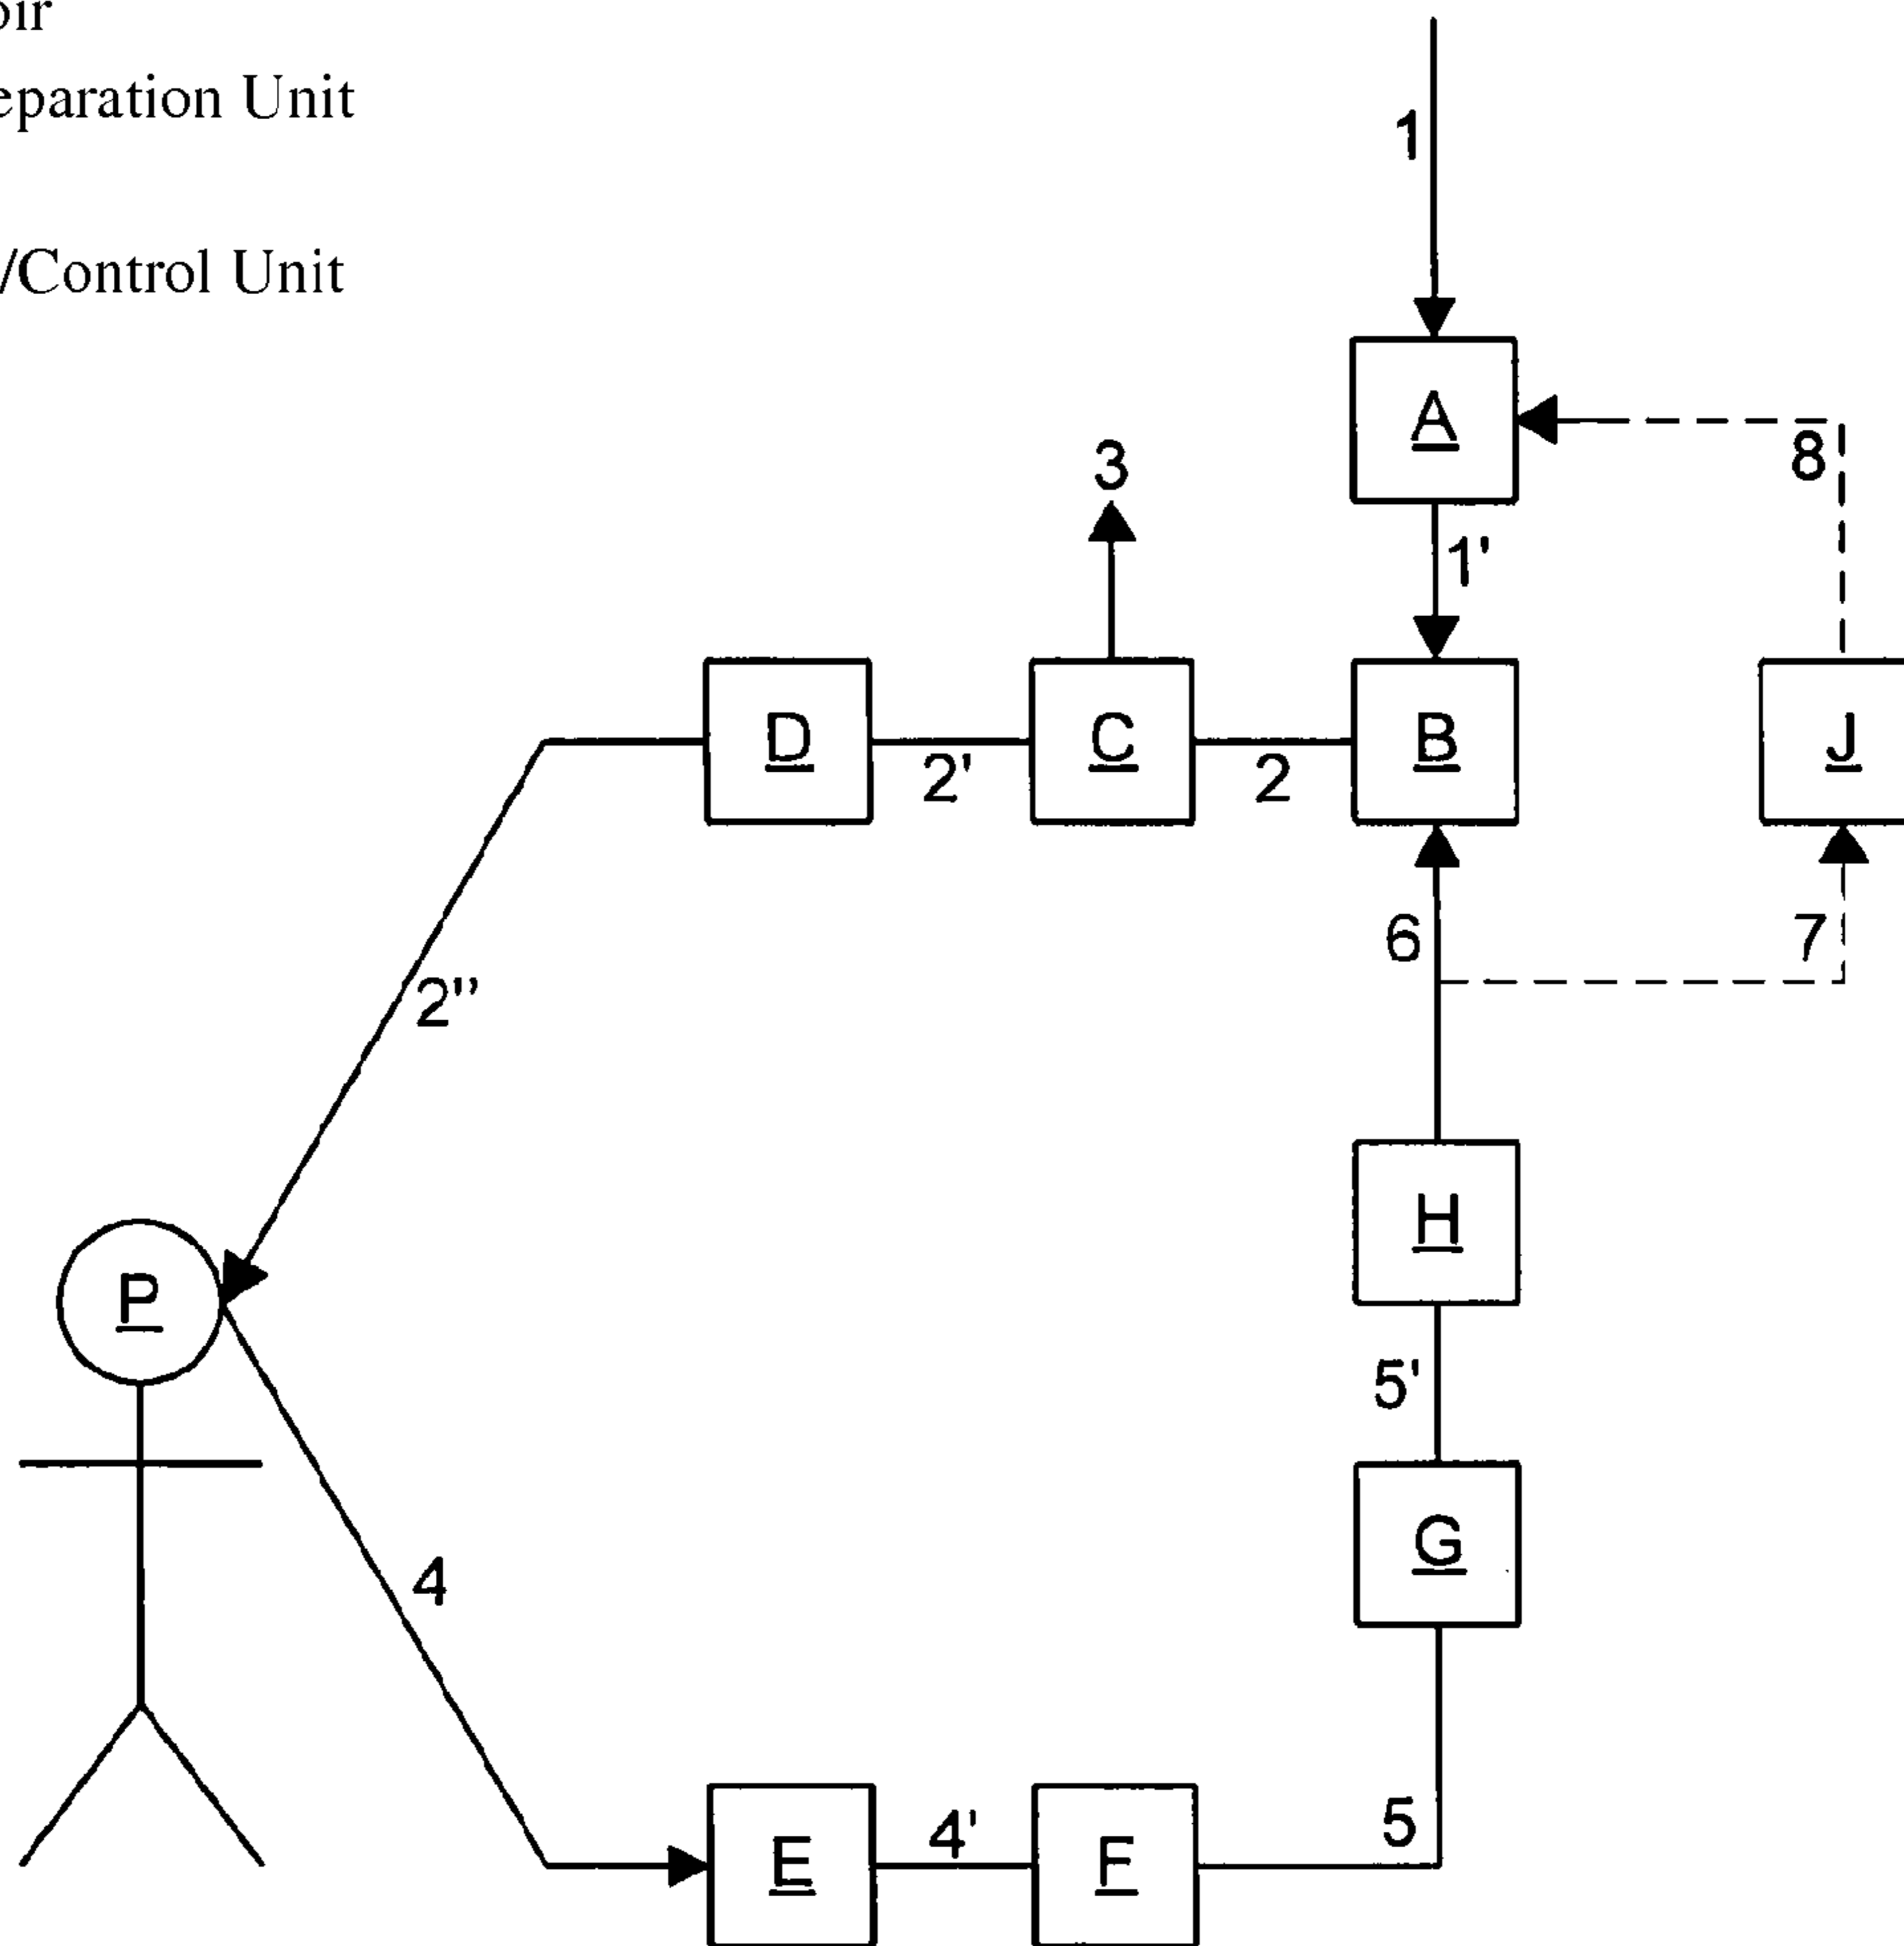 oir
eparation Unit
/Control Unit
1
A
8
3
1'
D
C
B
J
2'
2
6
7
2''
H
P
5'
G
4
5
4'
E
F